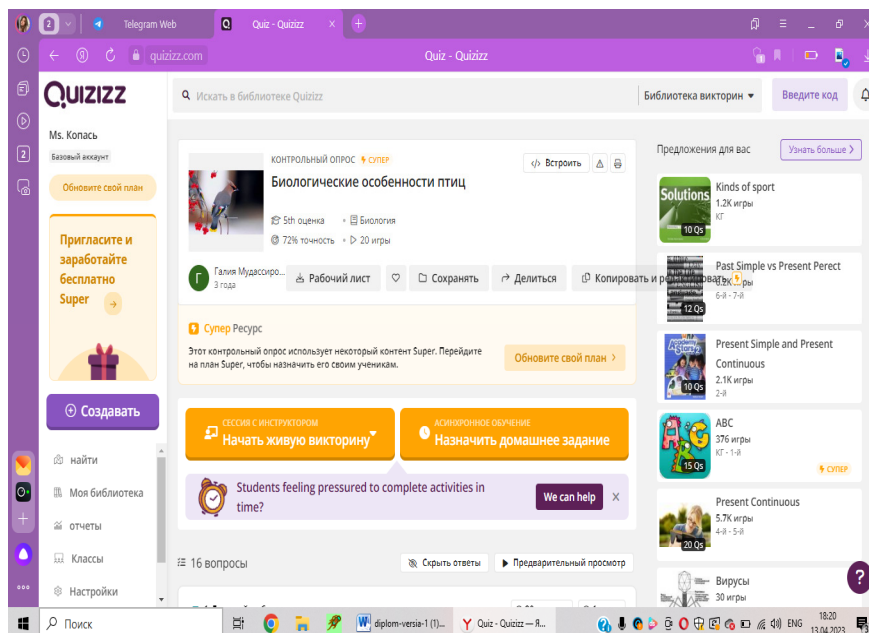 2
Telegram Web
Quiz - Quizizz
quizizz.com
Quiz - Quizizz
QUIZIZZ
Искать в библиотеке Quizizz
Библиотека викторин
Введите код
Ms. Копась
Базовый аккаунт
Обновите свой план
Пригласите и
заработайте
бесплатно
Super
Создавать
найти
Моя библиотека
отчеты
Классы
Настройки
2
КОНТРОЛЬНЫЙ ОПРОС СУПЕР
Биологические особенности птиц
5th оценка • Биология
72% точность • 20 игры
Встроить
Г
Галия Мудассиро...
3 года
Рабочий лист
Сохранять
Делиться
Копировать и редактировать
Супер Ресурс
Этот контрольный опрос использует некоторый контент Super. Перейдите
на план Super, чтобы назначить его своим ученикам.
Обновите свой план
СЕССИЯ С ИНСТРУКТОРОМ
Начать живую викторину
АСИНХРОННОЕ ОБУЧЕНИЕ
Назначить домашнее задание
Students feeling pressured to complete activities in
time?
We can help X
16 вопросы
Скрыть ответы
Предварительный просмотр
Предложения для вас
Узнать больше
Solutions
10 Qs
Kinds of sport
1.2K игры
КГ
12 Qs
Past Simple vs Present Perect
6-й - 7-й
10 Qs
Present Simple and Present
Continuous
2.1K игры
2-й
15 Qs
ABC
376 игры
КГ - 1-й
СУПЕР
20 Qs
Present Continuous
5.7K игры
4-й - 5-й
Вирусы
30 игры
?
Поиск
diplom-versia-1 (1)...
Quiz - Quizizz — Я...
ENG
18:20
13.04.2023